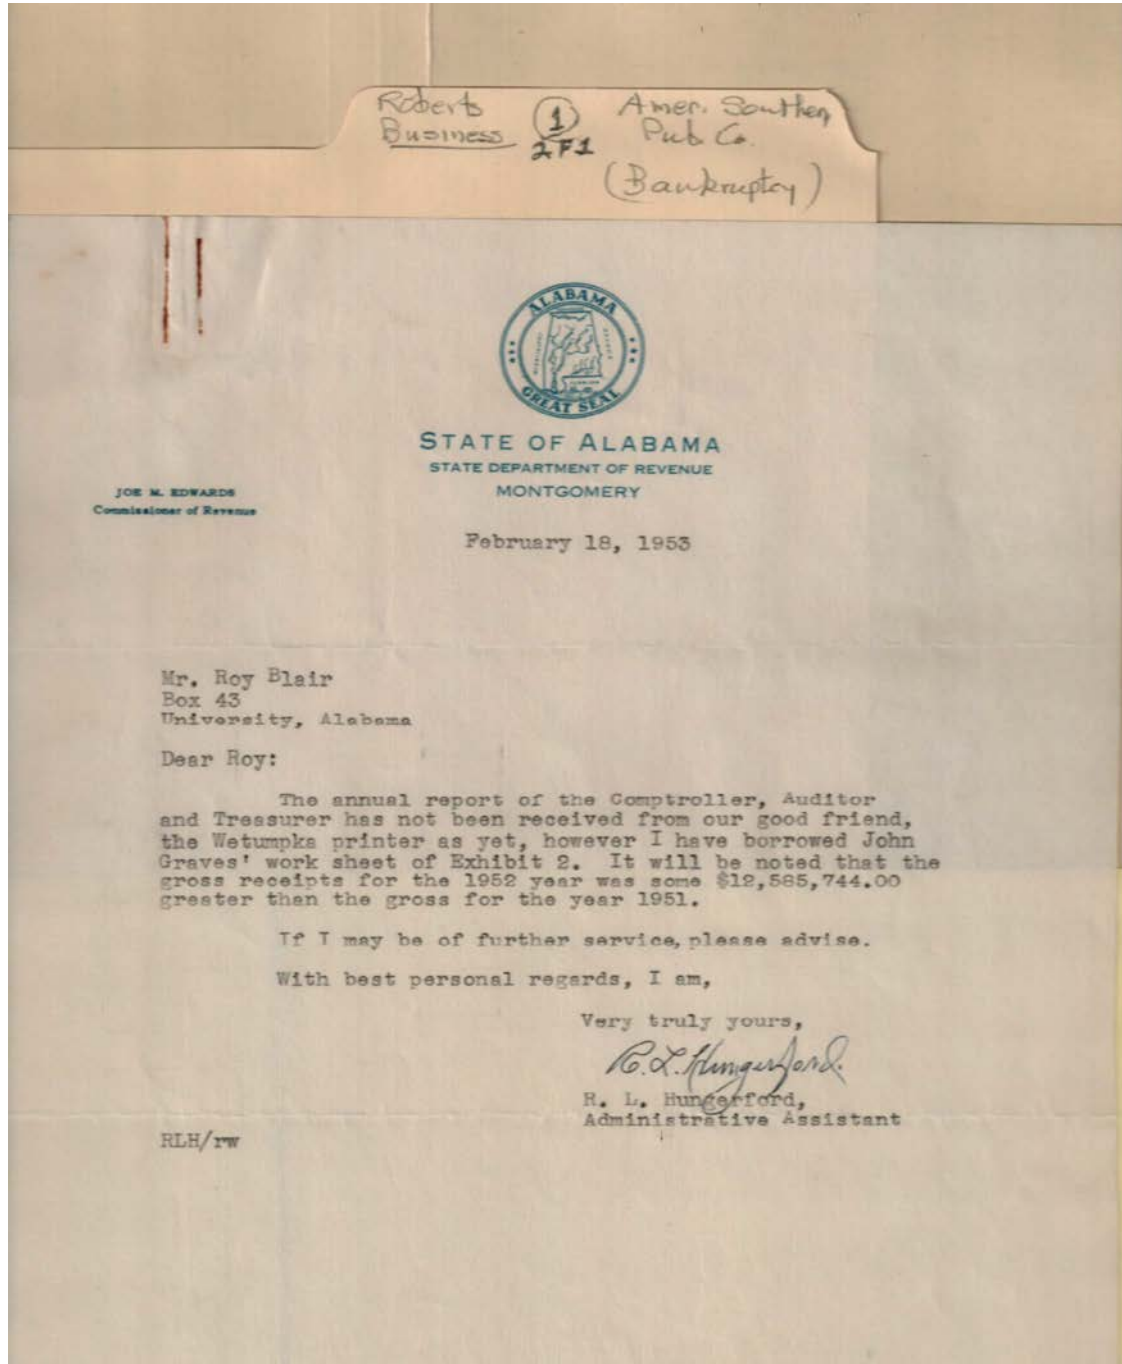 Roberts
Business
1
2F1
Amer. Southern
Pub. Co.
(Bankruptcy)
ALABAMA
GREAT SEAL
STATE OF ALABAMA
STATE DEPARTMENT OF REVENUE
MONTGOMERY
JOE M. EDWARDS
Commissioner of Revenue
February 18, 1953
Mr. Roy Blair
Box 43
University, Alabama
Dear Roy:
The annual report of the Comptroller, Auditor
and Treasurer has not been received from our good friend,
the Wetumpka printer as yet, however I have borrowed John
Graves' work sheet of Exhibit 2. It will be noted that the
gross receipts for the 1952 year was some $12,585,744.00
greater than the gross for the year 1951.
If I may be of further service, please advise.
With best personal regards, I am,
Very truly yours,
R. L. Hungerford.
R. L. Hungerford,
Administrative Assistant
RLH/rw